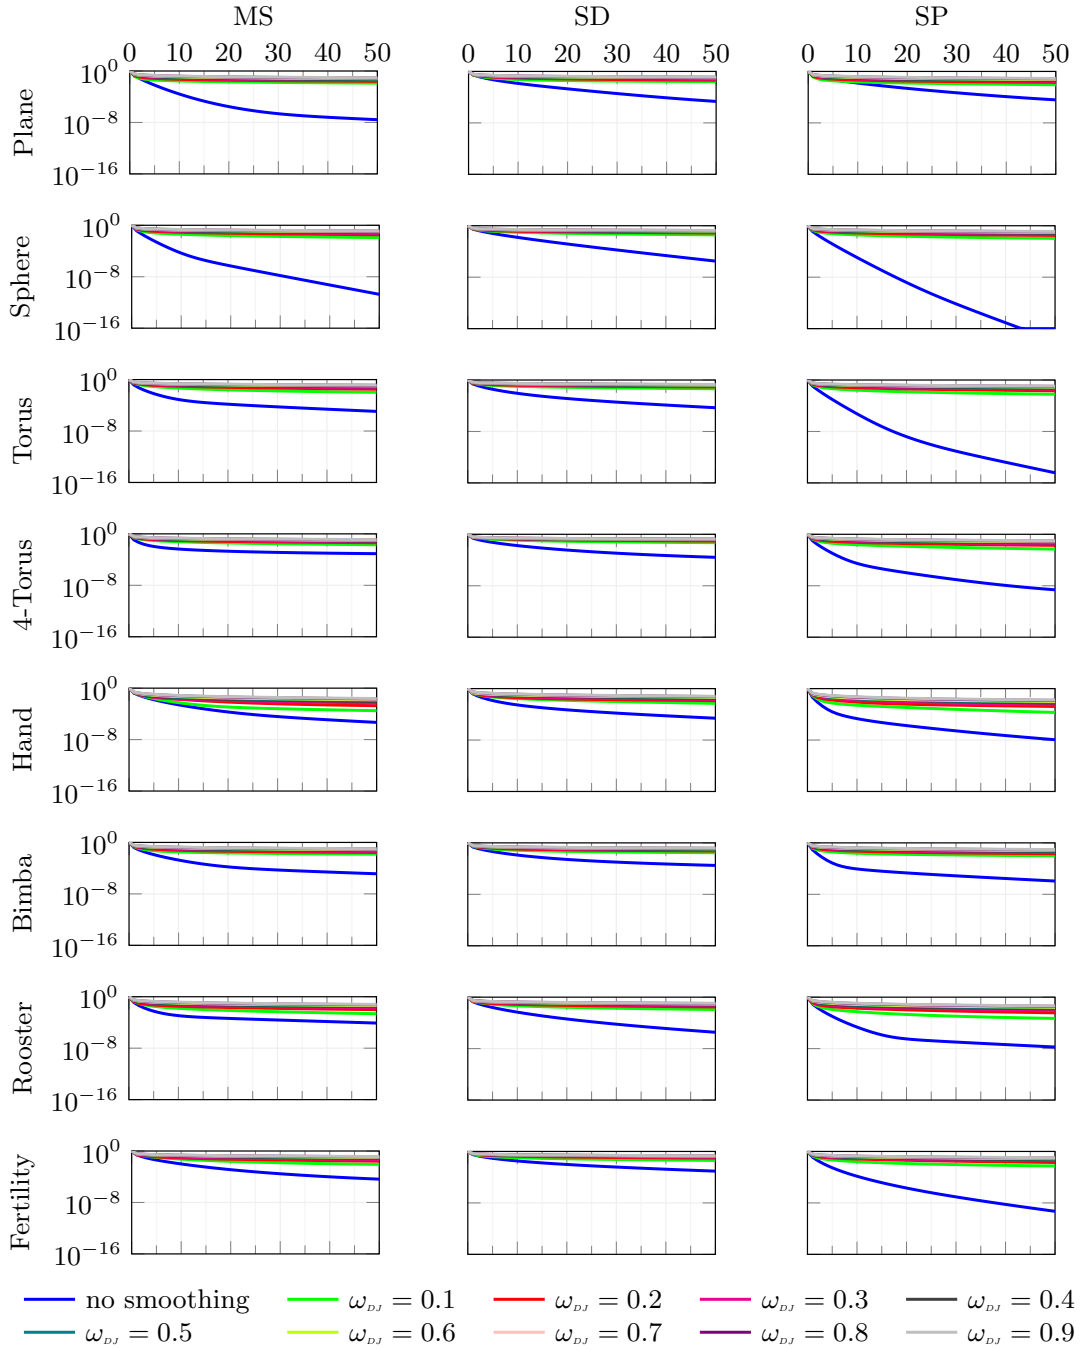 MS SD SP
0 10 20 30 40 50 0 10 20 30 40 50 0 10 20 30 40 50
Plane
10^0
10^−8
10^−16
Sphere
10^0
10^−8
10^−16
Torus
10^0
10^−8
10^−16
4-Torus
10^0
10^−8
10^−16
Hand
10^0
10^−8
10^−16
Bimba
10^0
10^−8
10^−16
Rooster
10^0
10^−8
10^−16
Fertility
10^0
10^−8
10^−16
no smoothing ω_DJ = 0.1 ω_DJ = 0.2 ω_DJ = 0.3 ω_DJ = 0.4
ω_DJ = 0.5 ω_DJ = 0.6 ω_DJ = 0.7 ω_DJ = 0.8 ω_DJ = 0.9